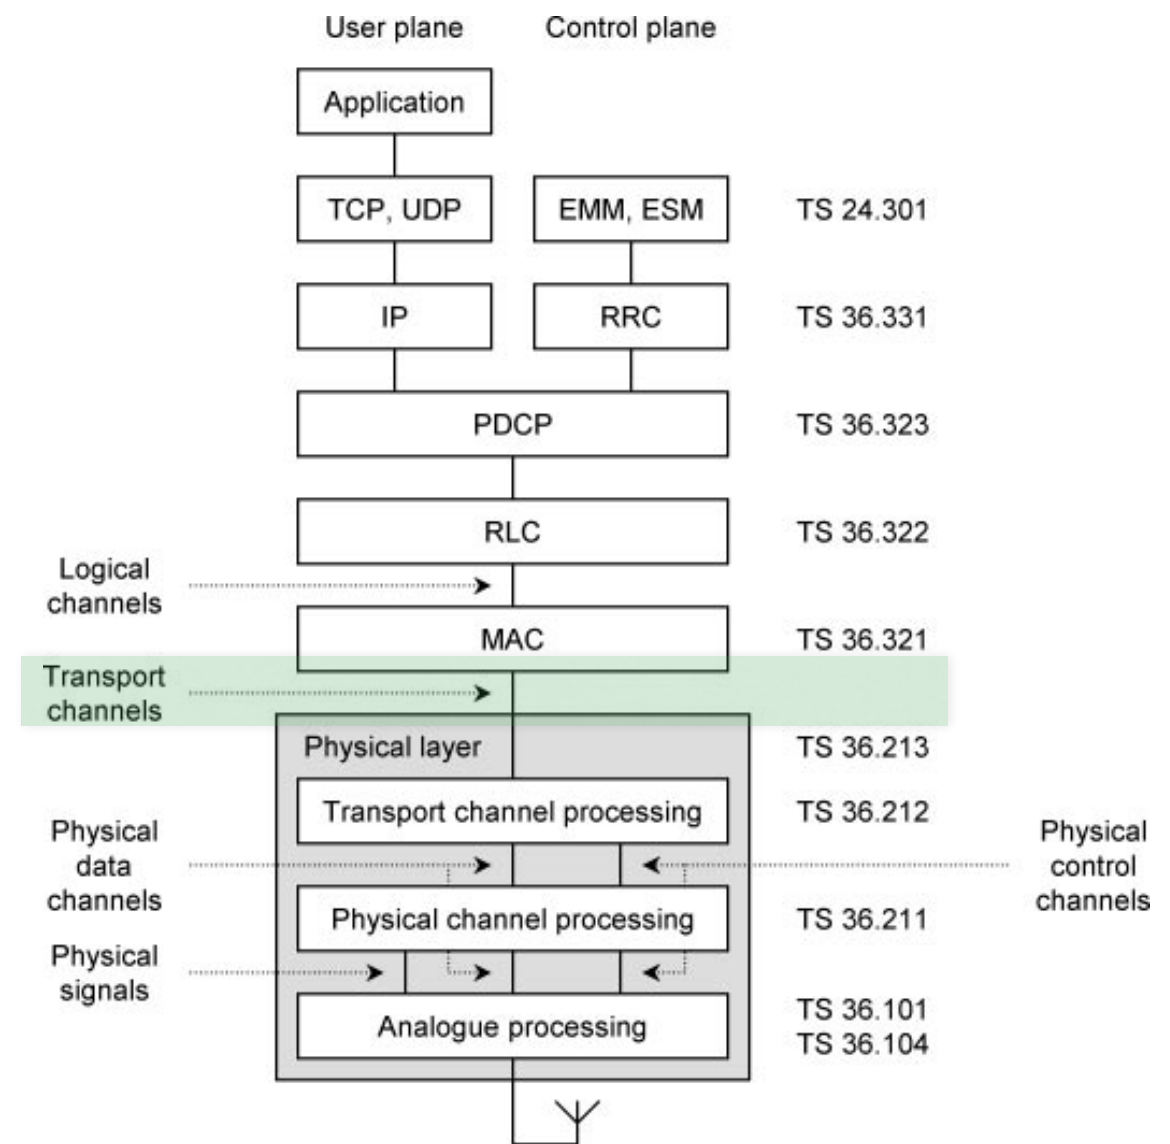 User plane Control plane
Application
TCP, UDP EMM, ESM TS 24.301
IP RRC TS 36.331
PDCP TS 36.323
RLC TS 36.322
Logical
channels
MAC TS 36.321
Transport
channels
Physical layer TS 36.213
Transport channel processing TS 36.212
Physical
data
channels
Physical
control
channels
Physical channel processing TS 36.211
Physical
signals
Analogue processing TS 36.101
TS 36.104